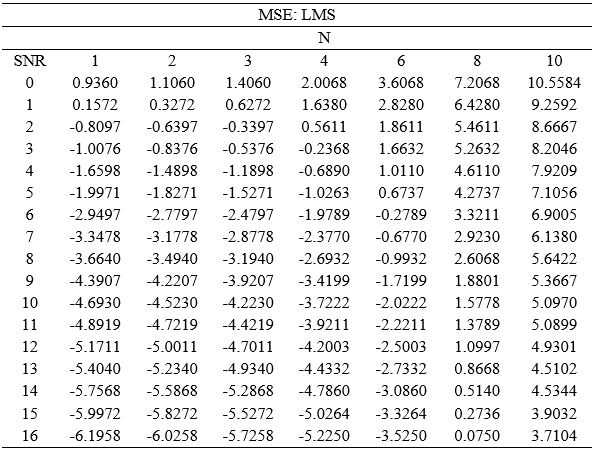 MSE: LMS
N
SNR 1 2 3 4 6 8 10
0 0.9360 1.1060 1.4060 2.0068 3.6068 7.2068 10.5584
1 0.1572 0.3272 0.6272 1.6380 2.8280 6.4280 9.2592
2 -0.8097 -0.6397 -0.3397 0.5611 1.8611 5.4611 8.6667
3 -1.0076 -0.8376 -0.5376 -0.2368 1.6632 5.2632 8.2046
4 -1.6598 -1.4898 -1.1898 -0.6890 1.0110 4.6110 7.9209
5 -1.9971 -1.8271 -1.5271 -1.0263 0.6737 4.2737 7.1056
6 -2.9497 -2.7797 -2.4797 -1.9789 -0.2789 3.3211 6.9005
7 -3.3478 -3.1778 -2.8778 -2.3770 -0.6770 2.9230 6.1380
8 -3.6640 -3.4940 -3.1940 -2.6932 -0.9932 2.6068 5.6422
9 -4.3907 -4.2207 -3.9207 -3.4199 -1.7199 1.8801 5.3667
10 -4.6930 -4.5230 -4.2230 -3.7222 -2.0222 1.5778 5.0970
11 -4.8919 -4.7219 -4.4219 -3.9211 -2.2211 1.3789 5.0899
12 -5.1711 -5.0011 -4.7011 -4.2003 -2.5003 1.0997 4.9301
13 -5.4040 -5.2340 -4.9340 -4.4332 -2.7332 0.8668 4.5102
14 -5.7568 -5.5868 -5.2868 -4.7860 -3.0860 0.5140 4.5344
15 -5.9972 -5.8272 -5.5272 -5.0264 -3.3264 0.2736 3.9032
16 -6.1958 -6.0258 -5.7258 -5.2250 -3.5250 0.0750 3.7104